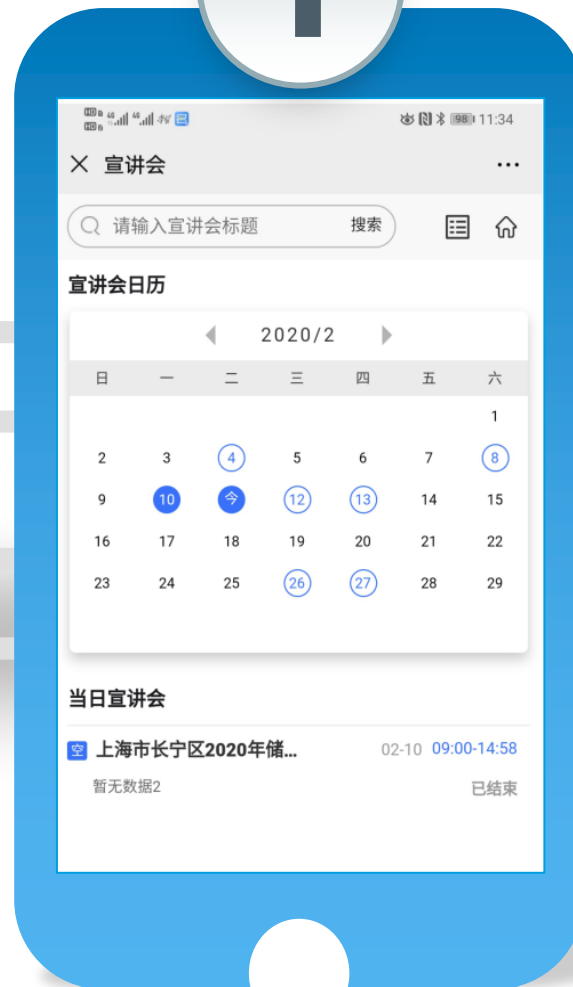 98 11:34
宣讲会
请输入宣讲会标题 搜索
宣讲会日历
2020/2
日 一 二 三 四 五 六
1
2 3 4 5 6 7 8
9 10 今 12 13 14 15
16 17 18 19 20 21 22
23 24 25 26 27 28 29
当日宣讲会
空 上海市长宁区2020年储... 02-10 09:00-14:58
暂无数据2 已结束